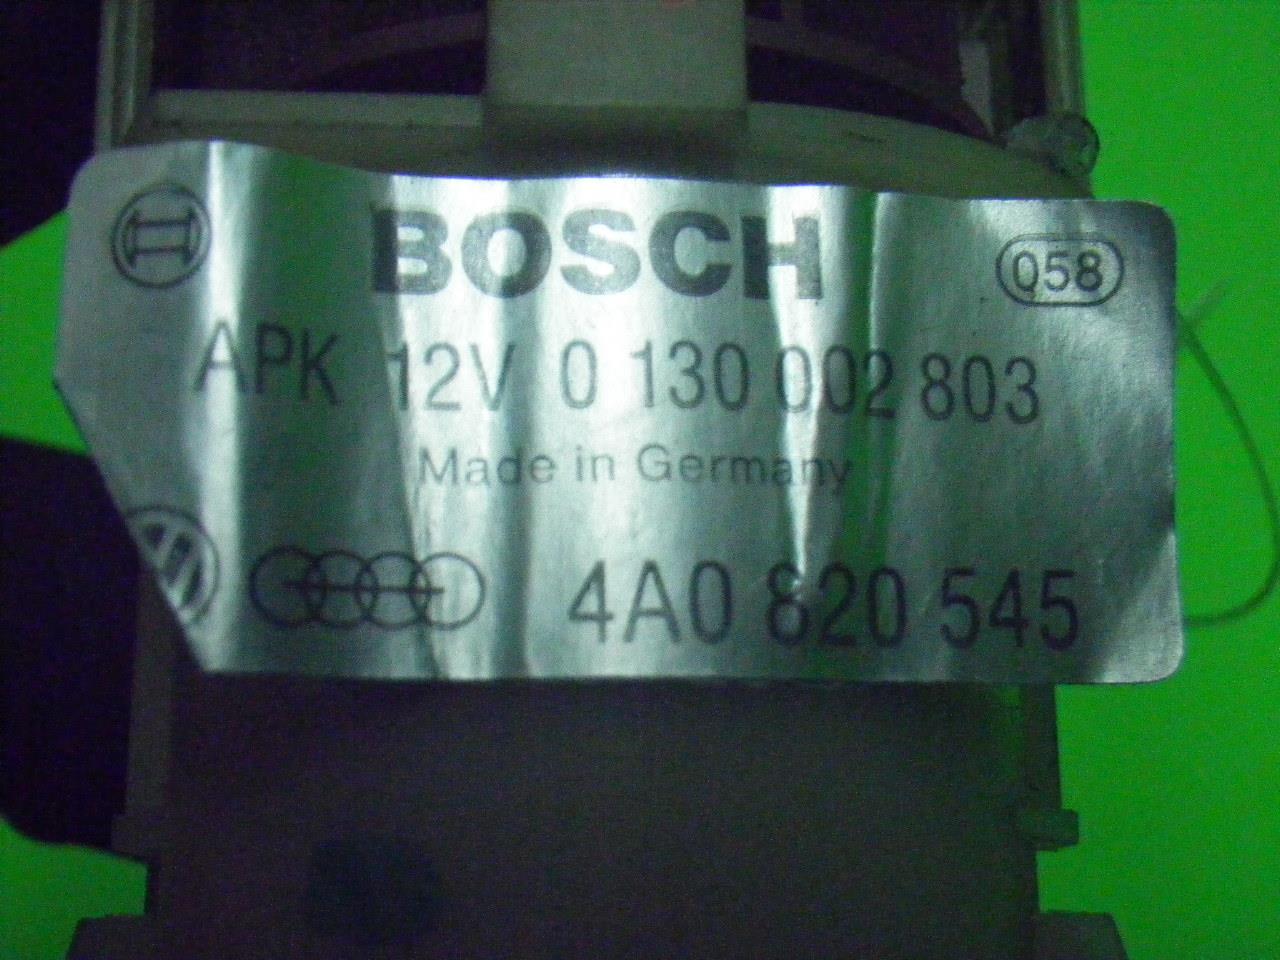 BOSCH
058
APK 12V 0 130 002 803
Made in Germany
4A0 820 545